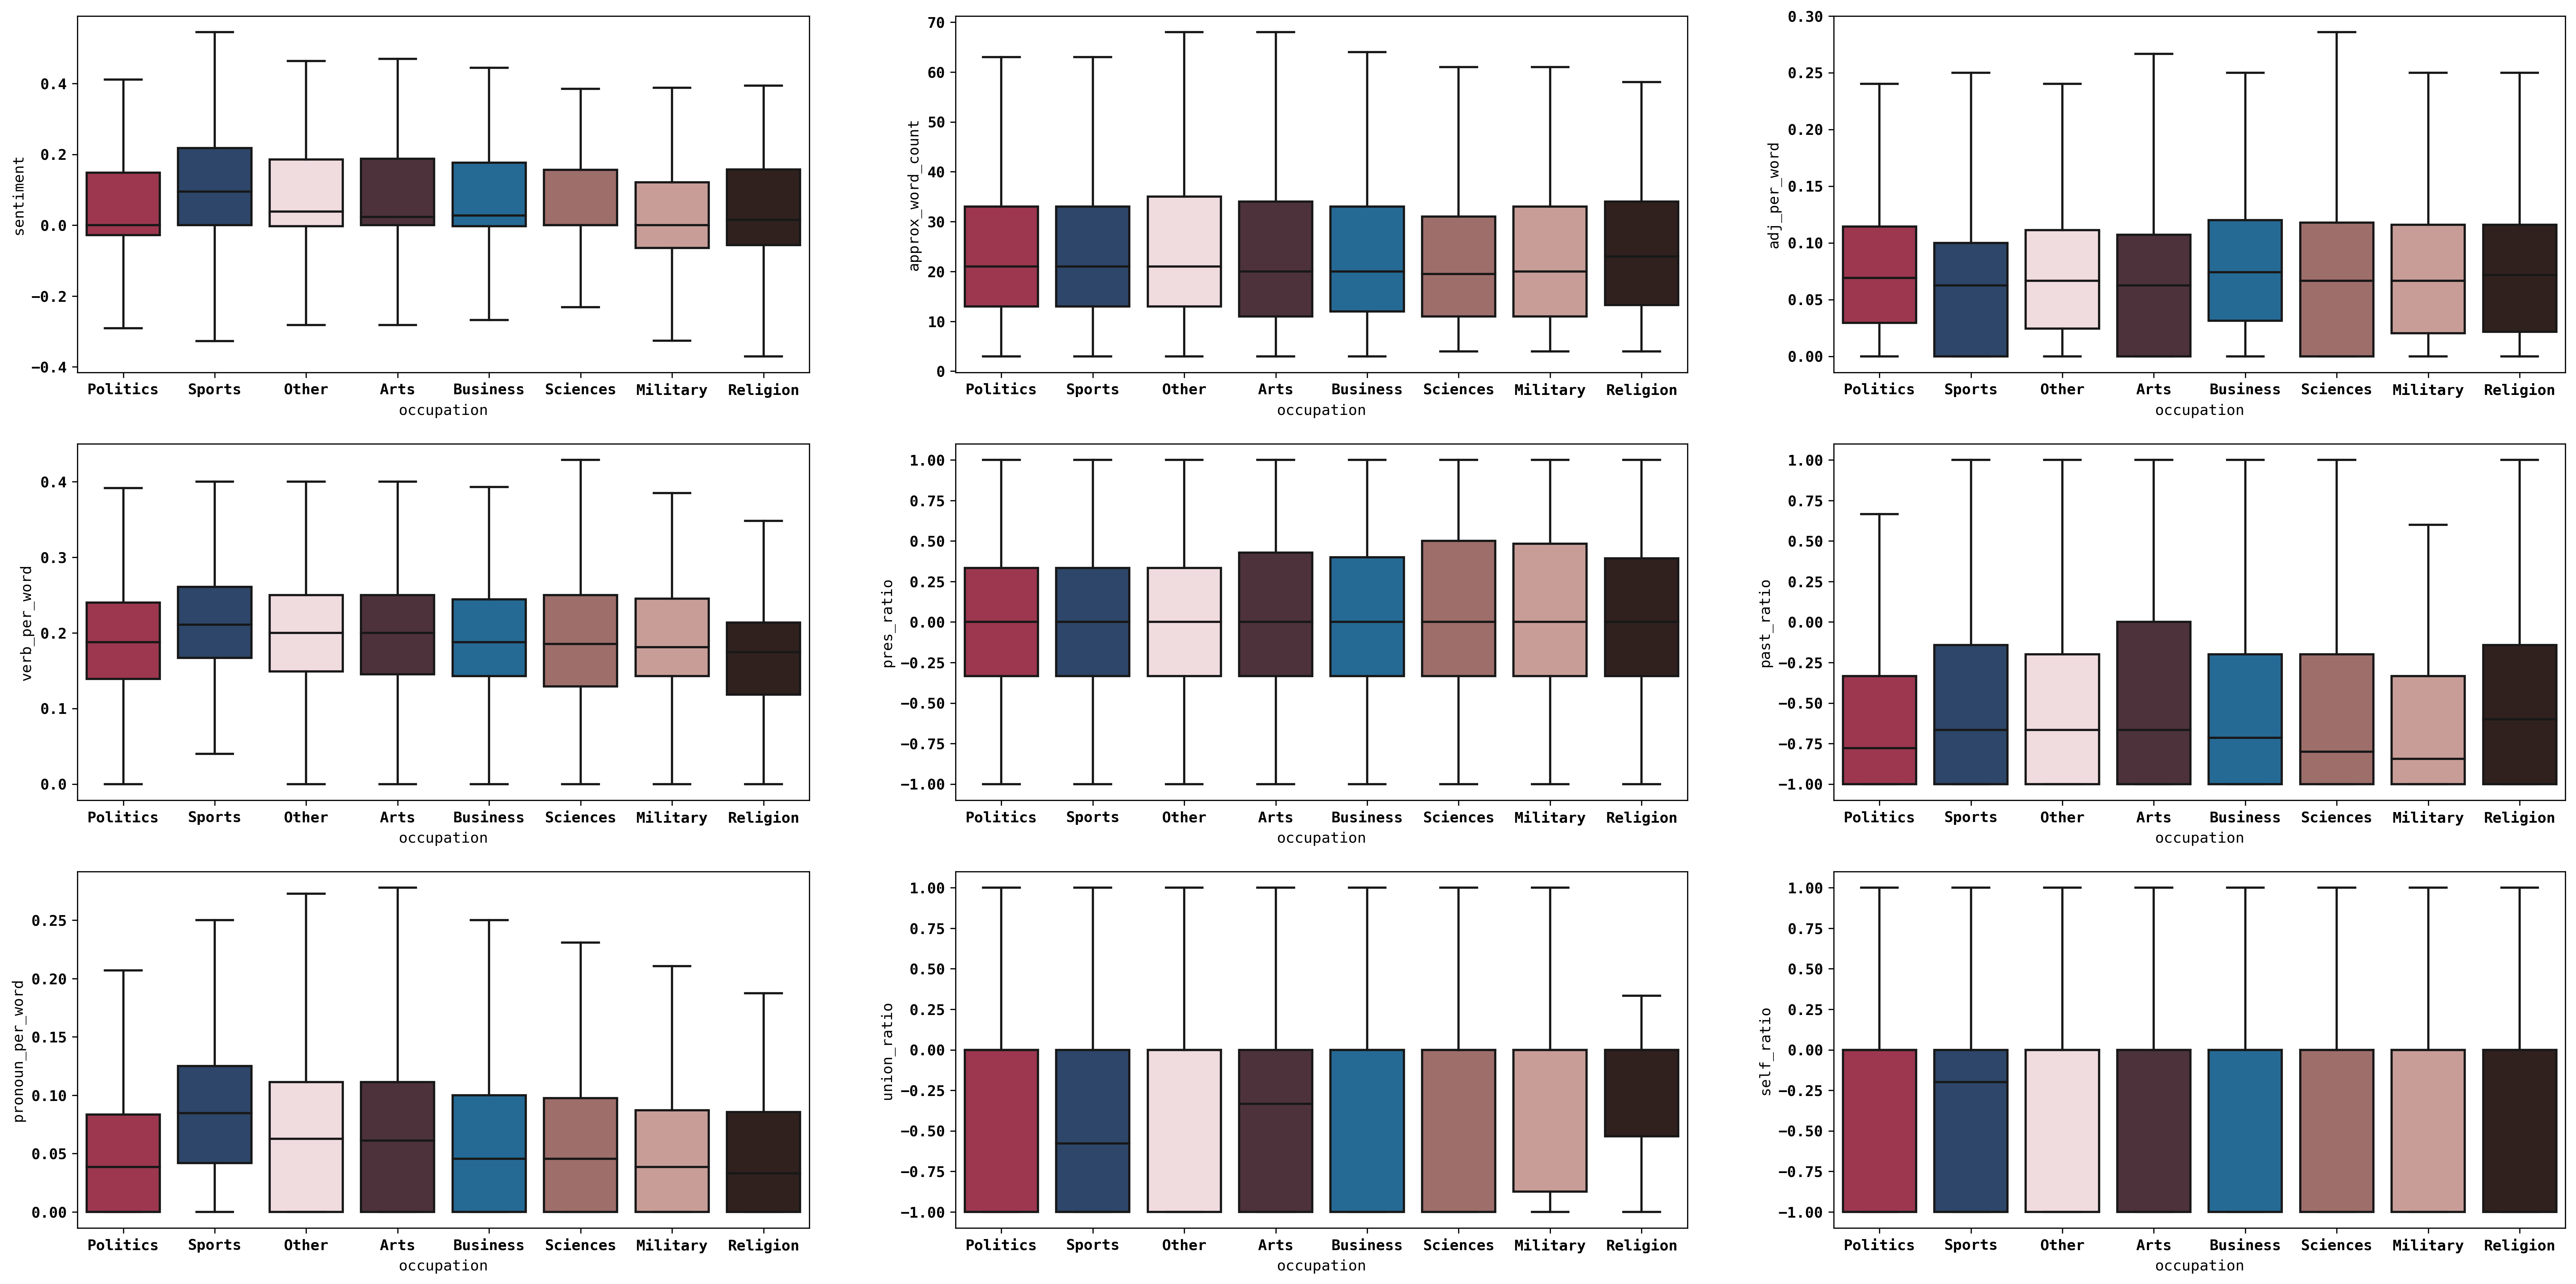 sentiment
0.4
0.2
0.0
−0.2
−0.4
Politics Sports Other Arts Business Sciences Military Religion
occupation
approx_word_count
70
60
50
40
30
20
10
0
Politics Sports Other Arts Business Sciences Military Religion
occupation
adj_per_word
0.30
0.25
0.20
0.15
0.10
0.05
0.00
Politics Sports Other Arts Business Sciences Military Religion
occupation
verb_per_word
0.4
0.3
0.2
0.1
0.0
Politics Sports Other Arts Business Sciences Military Religion
occupation
pres_ratio
1.00
0.75
0.50
0.25
0.00
−0.25
−0.50
−0.75
−1.00
Politics Sports Other Arts Business Sciences Military Religion
occupation
past_ratio
1.00
0.75
0.50
0.25
0.00
−0.25
−0.50
−0.75
−1.00
Politics Sports Other Arts Business Sciences Military Religion
occupation
pronoun_per_word
0.25
0.20
0.15
0.10
0.05
0.00
Politics Sports Other Arts Business Sciences Military Religion
occupation
union_ratio
1.00
0.75
0.50
0.25
0.00
−0.25
−0.50
−0.75
−1.00
Politics Sports Other Arts Business Sciences Military Religion
occupation
self_ratio
1.00
0.75
0.50
0.25
0.00
−0.25
−0.50
−0.75
−1.00
Politics Sports Other Arts Business Sciences Military Religion
occupation